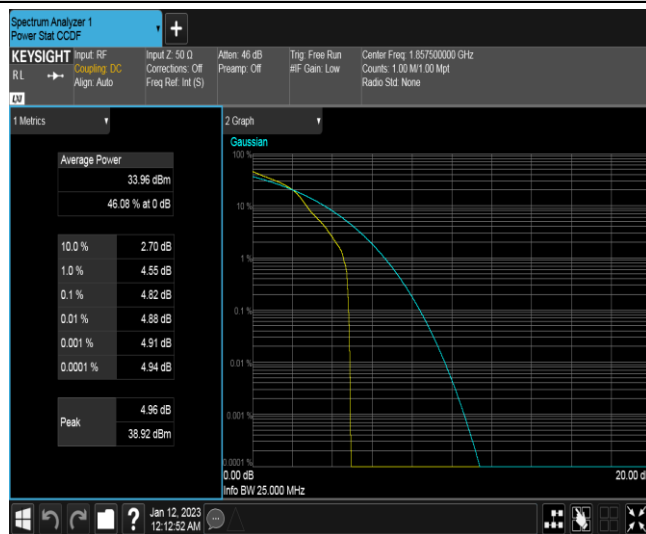 Spectrum Analyzer 1
Power Stat CCDF
+
KEYSIGHT
RL
LXI
Input: RF
Coupling: DC
Align: Auto
Input Z: 50 Ω
Corrections: Off
Freq Ref: Int (S)
Atten: 46 dB
Preamp: Off
Trig: Free Run
#IF Gain: Low
Center Freq: 1.857500000 GHz
Counts: 1.00 M/1.00 Mpt
Radio Std: None
1 Metrics
Average Power
33.96 dBm
46.08 % at 0 dB
10.0 % 2.70 dB
1.0 % 4.55 dB
0.1 % 4.82 dB
0.01 % 4.88 dB
0.001 % 4.91 dB
0.0001 % 4.94 dB
Peak
4.96 dB
38.92 dBm
2 Graph
Gaussian
100 %
10 %
1 %
0.1 %
0.01 %
0.001 %
0.0001 %
0.00 dB
20.00 d
Info BW 25.000 MHz
?
Jan 12, 2023
12:12:52 AM